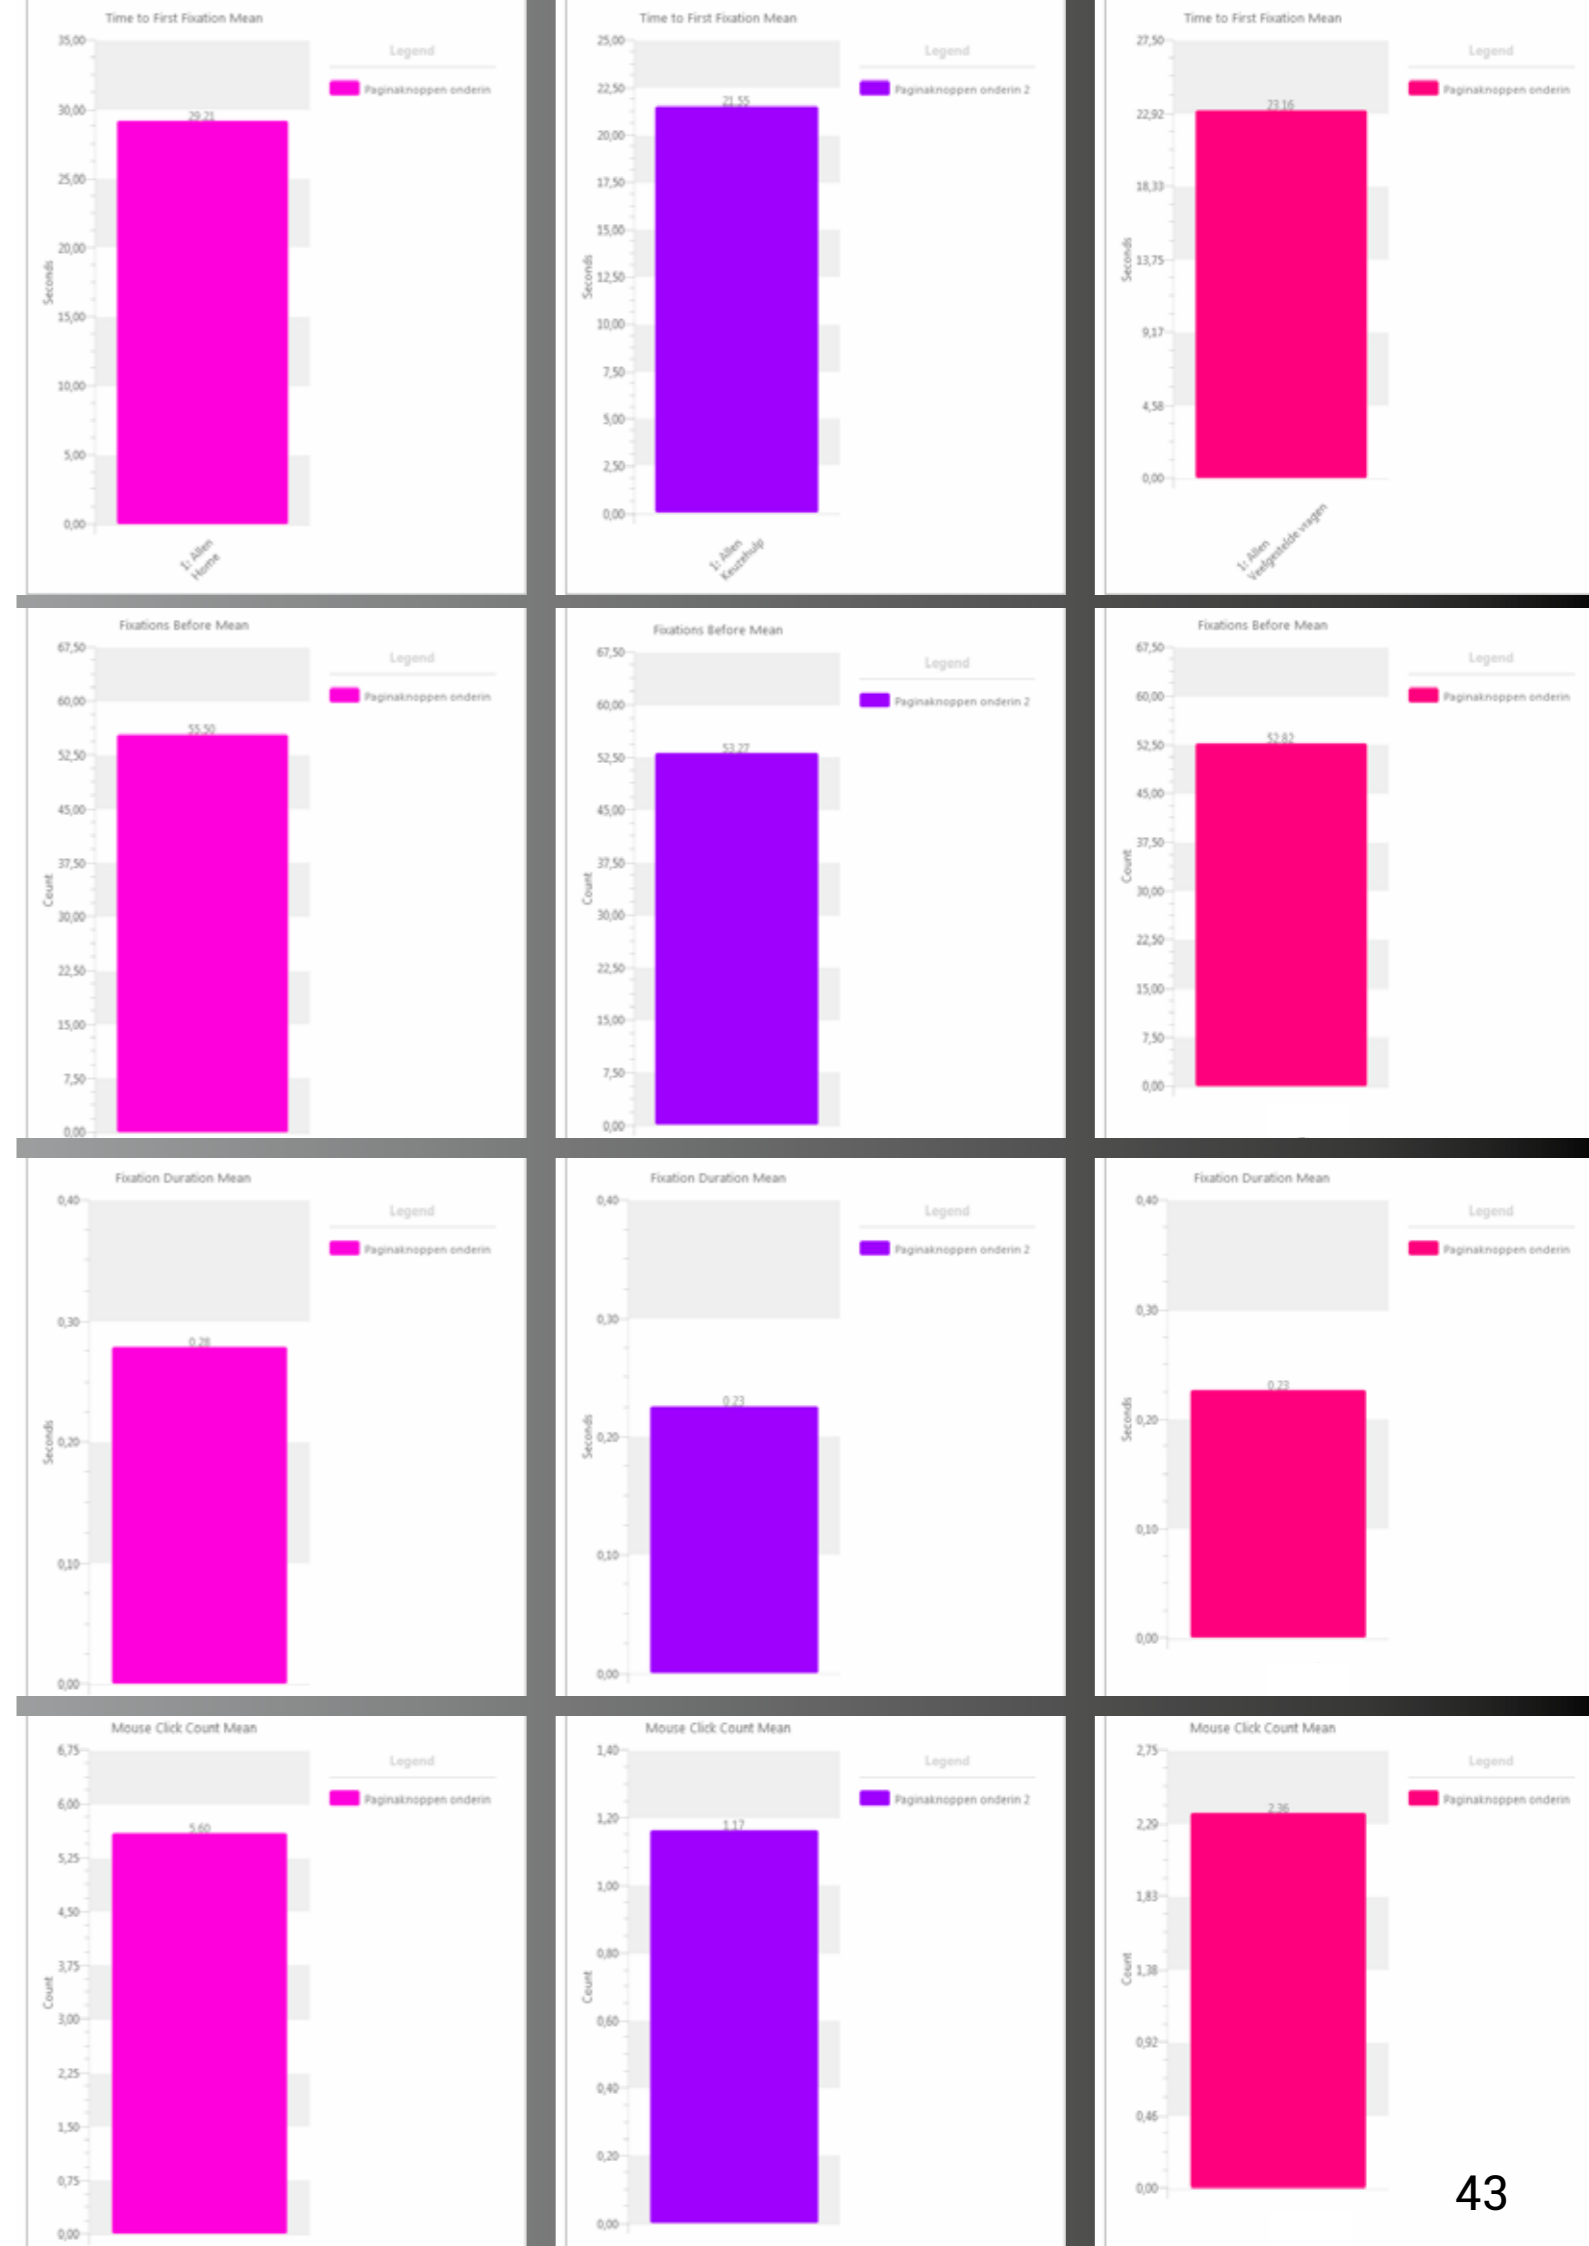 Time to First Fixation Mean
35,00
30,00
25,00
20,00
15,00
10,00
5,00
0,00
Seconds
29.21
Legend
Paginaknoppen onderin
1: Allen
Home
Time to First Fixation Mean
25,00
22,50
20,00
17,50
15,00
12,50
10,00
7,50
5,00
2,50
0,00
Seconds
21.55
Legend
Paginaknoppen onderin 2
1: Allen
Keuzehulp
Time to First Fixation Mean
27,50
22,92
18,33
13,75
9,17
4,58
0,00
Seconds
23.16
Legend
Paginaknoppen onderin
1: Allen
Veelgestelde vragen
Fixations Before Mean
67,50
60,00
52,50
45,00
37,50
30,00
22,50
15,00
7,50
0,00
Count
55.50
Legend
Paginaknoppen onderin
Fixations Before Mean
67,50
60,00
52,50
45,00
37,50
30,00
22,50
15,00
7,50
0,00
Count
53.27
Legend
Paginaknoppen onderin 2
Fixations Before Mean
67,50
60,00
52,50
45,00
37,50
30,00
22,50
15,00
7,50
0,00
Count
52.82
Legend
Paginaknoppen onderin
Fixation Duration Mean
0,40
0,30
0,20
0,10
0,00
Seconds
0.28
Legend
Paginaknoppen onderin
Fixation Duration Mean
0,40
0,30
0,20
0,10
0,00
Seconds
0.23
Legend
Paginaknoppen onderin 2
Fixation Duration Mean
0,40
0,30
0,20
0,10
0,00
Seconds
0.23
Legend
Paginaknoppen onderin
Mouse Click Count Mean
6,75
6,00
5,25
4,50
3,75
3,00
2,25
1,50
0,75
0,00
Count
5.60
Legend
Paginaknoppen onderin
Mouse Click Count Mean
1,40
1,20
1,00
0,80
0,60
0,40
0,20
0,00
Count
1.17
Legend
Paginaknoppen onderin 2
Mouse Click Count Mean
2,75
2,29
1,83
1,38
0,92
0,46
0,00
Count
2.36
Legend
Paginaknoppen onderin
43